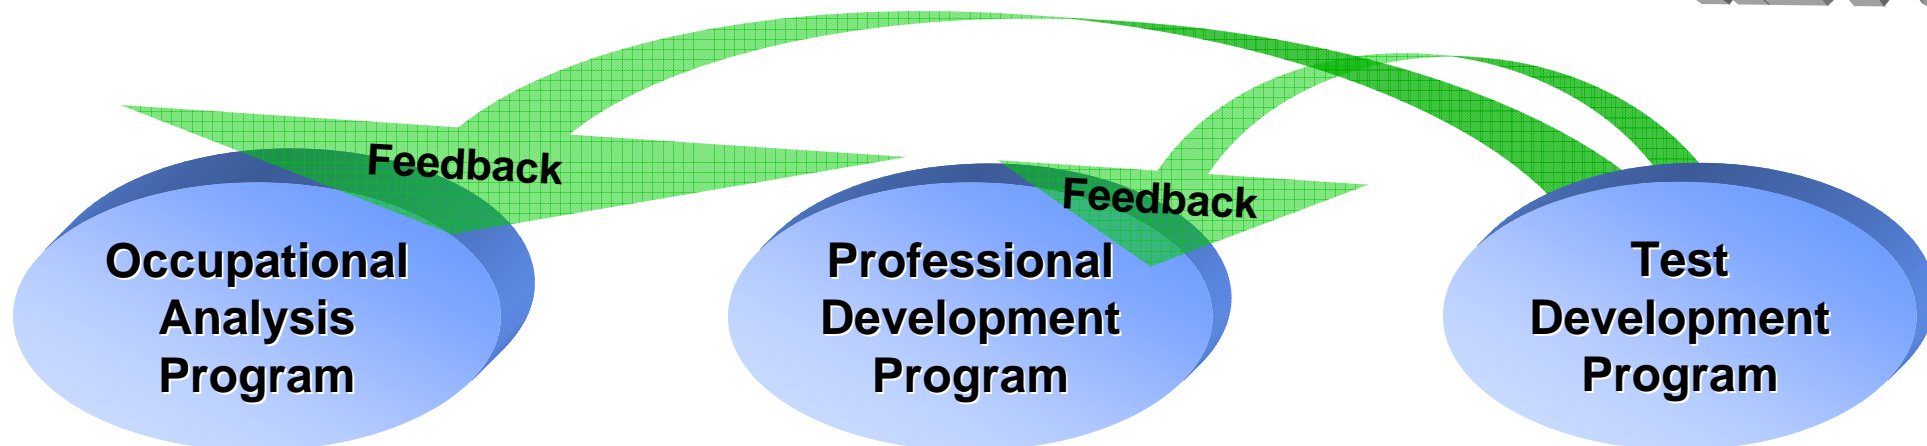 Feedback
Feedback
Occupational
Analysis
Program
Professional
Development
Program
Test
Development
Program